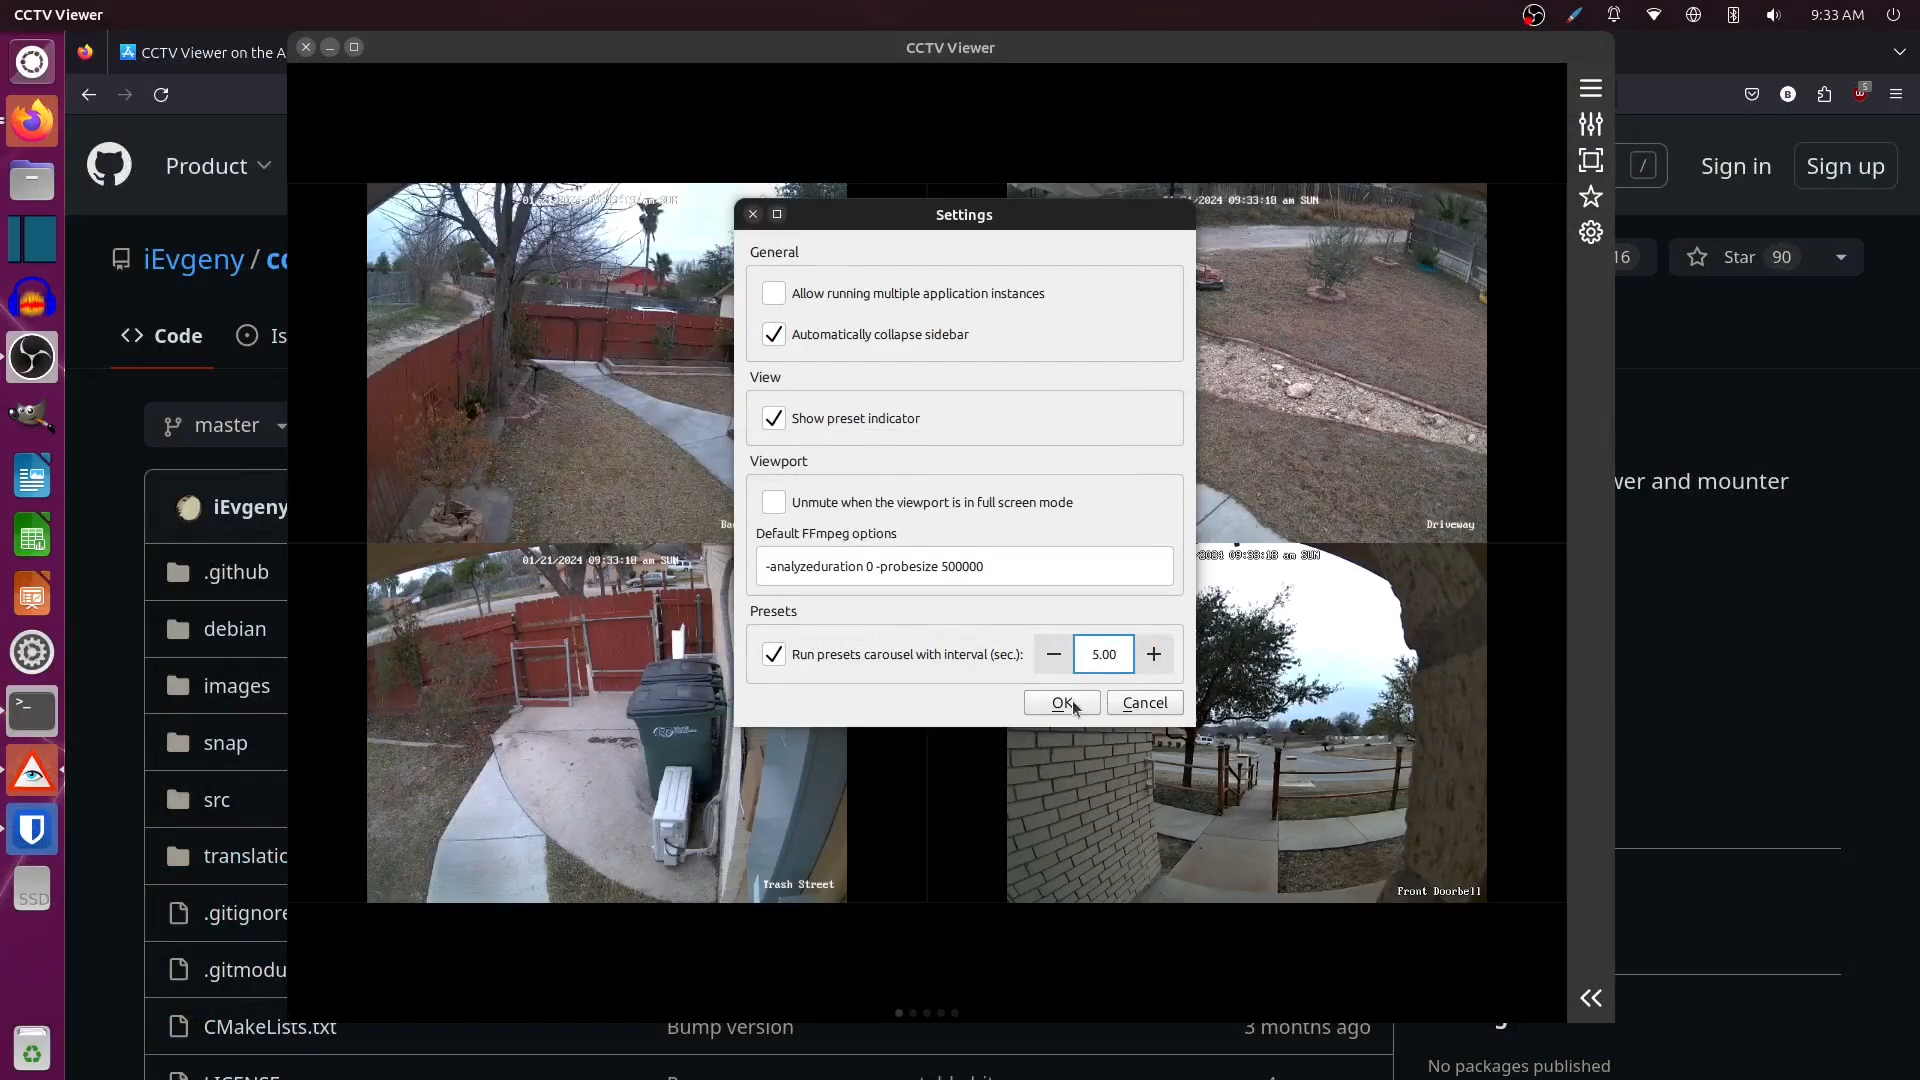 CCTV Viewer
9:33 AM
CCTV Viewer on the A
CCTV Viewer
5
Product
/
Sign in
Sign up
iEvgeny /
16
Star 90
Code
Is
master
iEvgeny
.github
debian
images
snap
src
translatio
.gitignore
.gitmodu
CMakeLists.txt
Bump version
3 months ago
wer and mounter
No packages published
SSD
09:33:18 am SUN
Driveway
01/21/2024 09:33:18 am SUN
Trash Street
2024 09:33:18 am SUN
Front Doorbell
Settings
General
Allow running multiple application instances
Automatically collapse sidebar
View
Show preset indicator
Viewport
Unmute when the viewport is in full screen mode
Default FFmpeg options
-analyzeduration 0 -probesize 500000
Presets
Run presets carousel with interval (sec.):
5.00
OK
Cancel